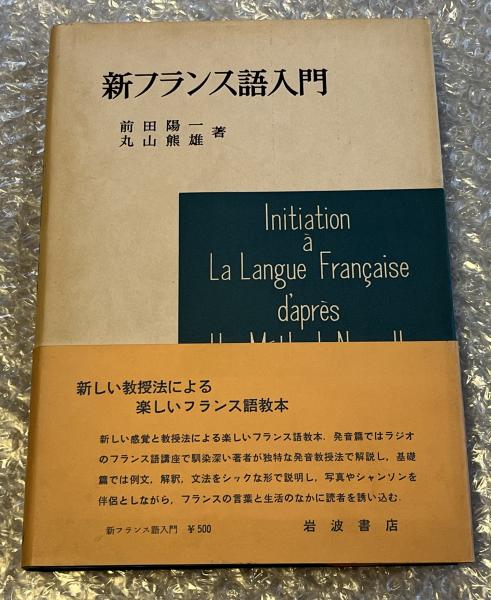 新フランス語入門
前田陽一
丸山熊雄 著
Initiation
à
La Langue Française
d'après
新しい教授法による
楽しいフランス語教本
新しい感覚と教授法による楽しいフランス語教本．発音篇ではラジオ
のフランス語講座で馴染深い著者が独特な発音教授法で解説し，基礎
篇では例文，解釈，文法をシックな形で説明し，写真やシャンソンを
伴侶としながら，フランスの言葉と生活のなかに読者を誘い込む．
新フランス語入門 ￥500
岩波書店